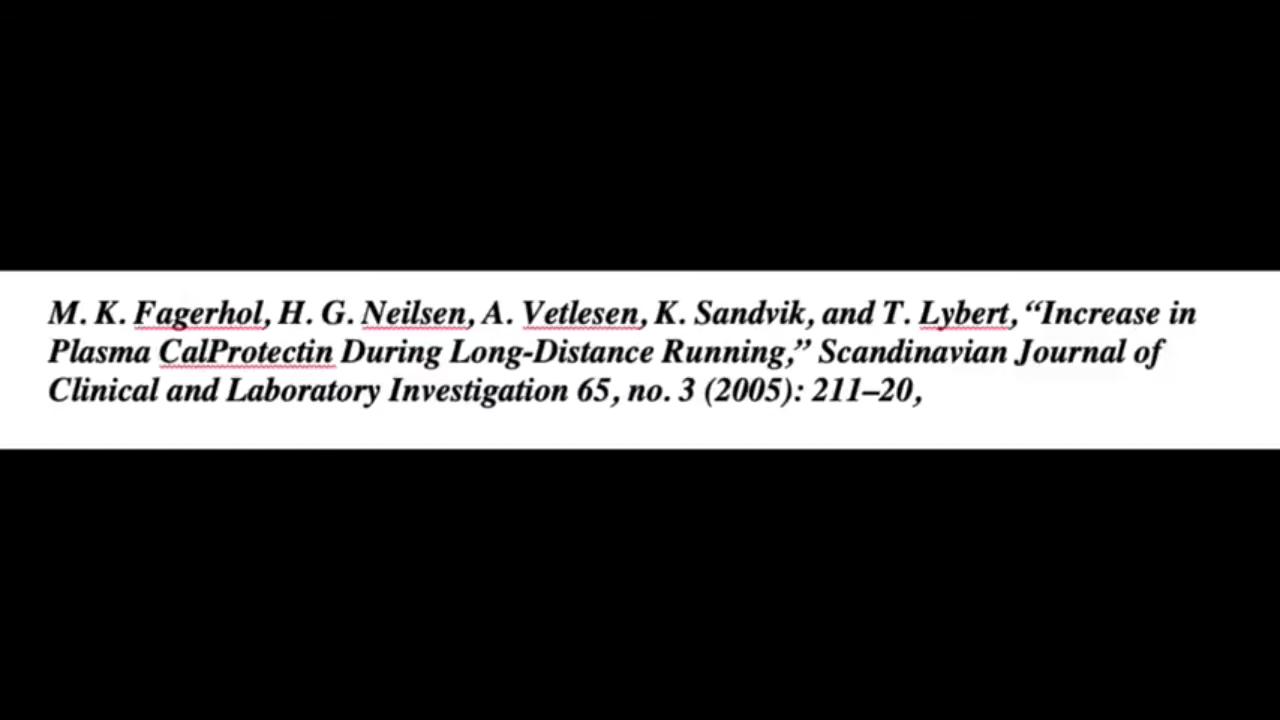 M. K. Fagerhol, H. G. Neilsen, A. Vetlesen, K. Sandvik, and T. Lybert, “Increase in
Plasma CalProtectin During Long-Distance Running,” Scandinavian Journal of
Clinical and Laboratory Investigation 65, no. 3 (2005): 211–20,